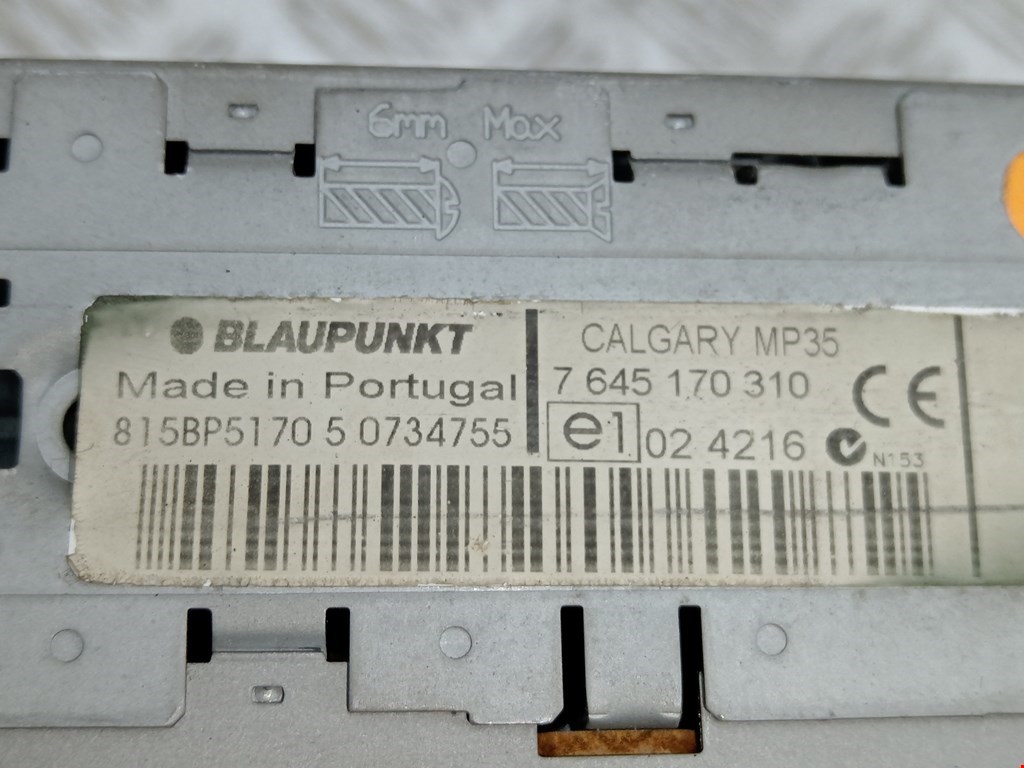 6mm Max
BLAUPUNKT
Made in Portugal
815BP5170 5 0734755
CALGARY MP35
7 645 170 310
CE
e1 02 4216
N153